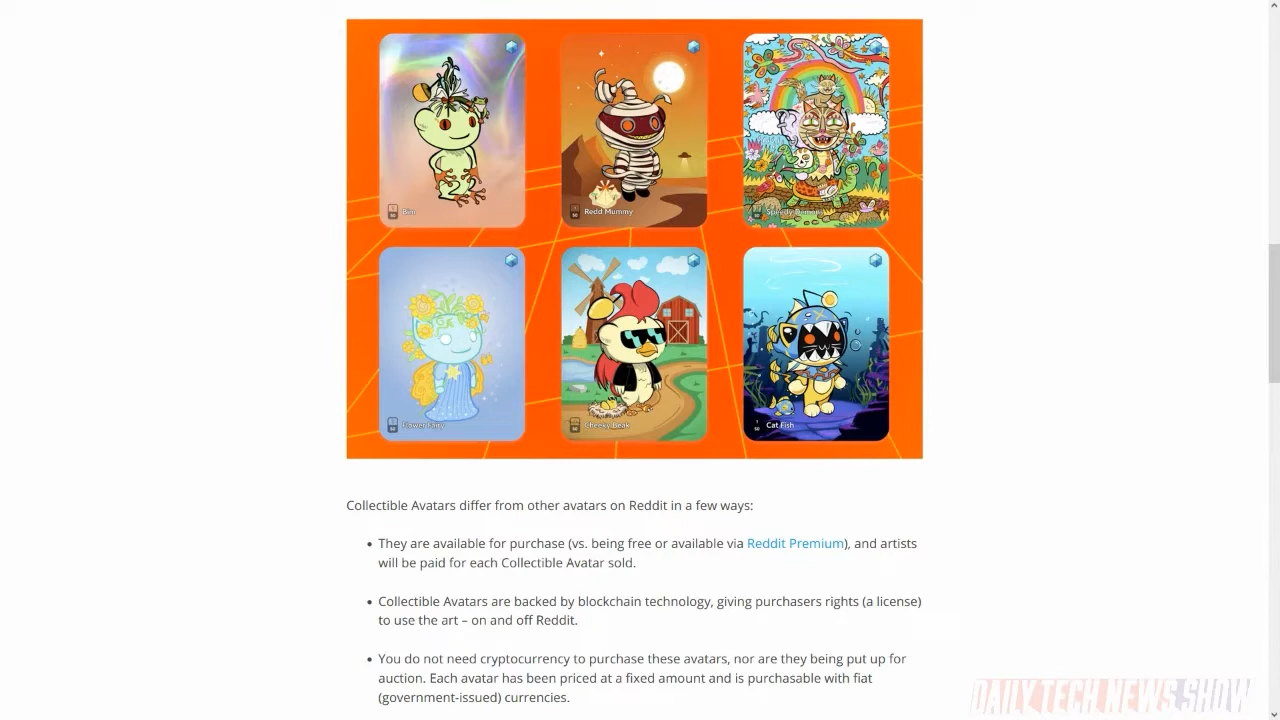 Redd Mummy
Speedy Demons
Flower Fairy
Cheeky Beak
Cat Fish
50
Collectible Avatars differ from other avatars on Reddit in a few ways:
• They are available for purchase (vs. being free or available via Reddit Premium), and artists
will be paid for each Collectible Avatar sold.
• Collectible Avatars are backed by blockchain technology, giving purchasers rights (a license)
to use the art – on and off Reddit.
• You do not need cryptocurrency to purchase these avatars, nor are they being put up for
auction. Each avatar has been priced at a fixed amount and is purchasable with fiat
(government-issued) currencies.
DAILY TECH NEWS SHOW